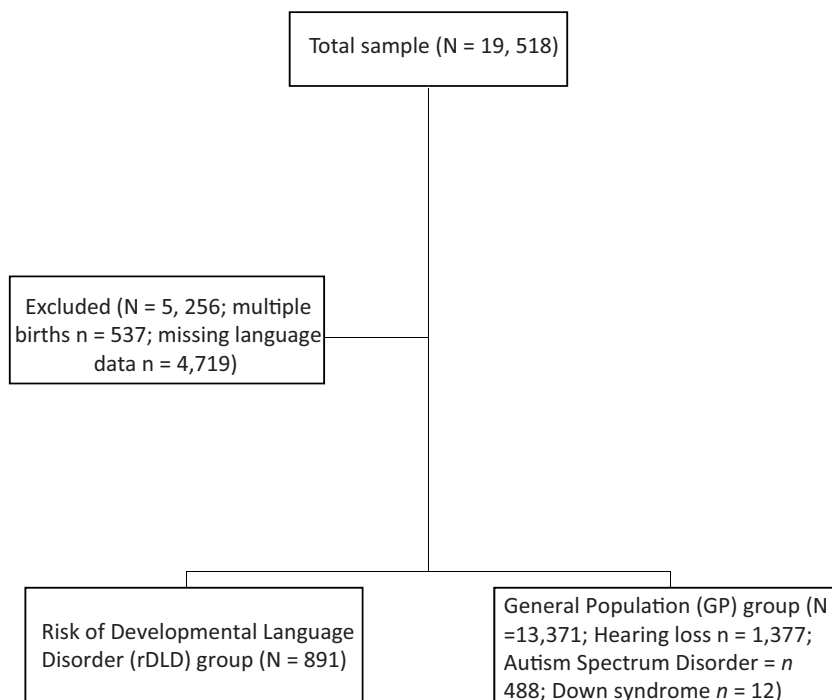 Total sample (N = 19, 518)
Excluded (N = 5, 256; multiple
births n = 537; missing language
data n = 4,719)
Risk of Developmental Language
Disorder (rDLD) group (N = 891)
General Population (GP) group (N
=13,371; Hearing loss n = 1,377;
Autism Spectrum Disorder = n
488; Down syndrome n = 12)